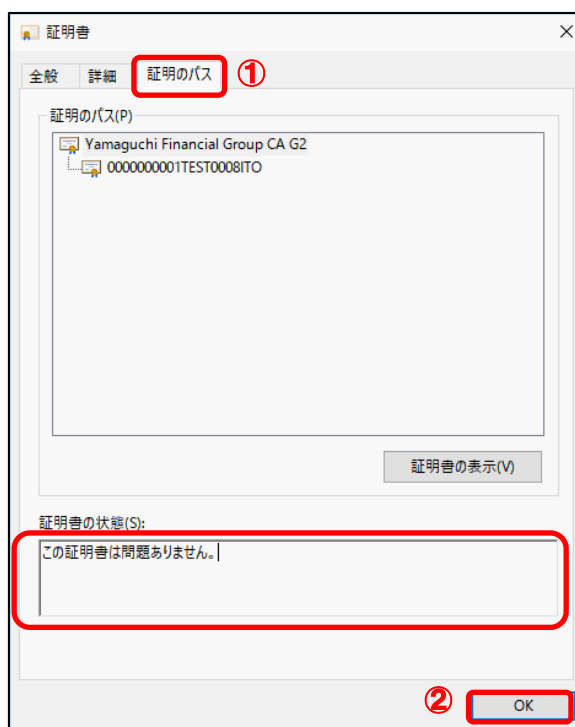 証明書
全般 詳細 証明のパス ①
証明のパス(P)
Yamaguchi Financial Group CA G2
0000000001TEST0008ITO
証明書の表示(V)
証明書の状態(S):
この証明書は問題ありません。
② OK